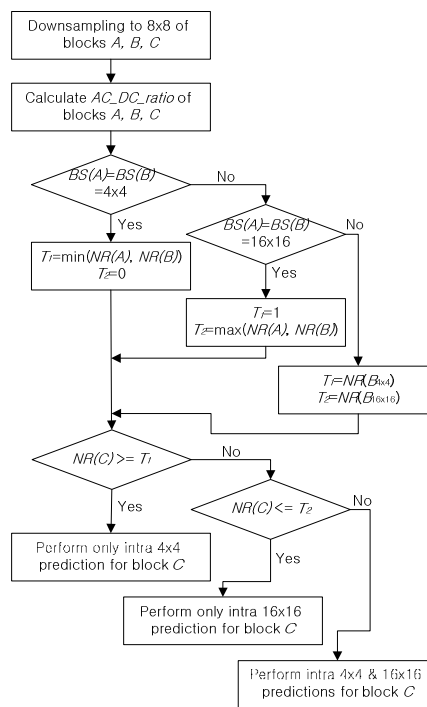 Downsampling to 8x8 of
blocks A, B, C
Calculate AC_DC_ratio of
blocks A, B, C
BS(A)=BS(B)
=4x4
No
Yes
BS(A)=BS(B)
=16x16
No
Yes
T1=min(NR(A), NR(B))
T2=0
T1=1
T2=max(NR(A), NR(B))
T1=NR(B4x4)
T2=NR(B16x16)
NR(C)>= T1
No
Yes
NR(C)<= T2
No
Yes
Perform only intra 4x4
prediction for block C
Perform only intra 16x16
prediction for block C
Perform intra 4x4 & 16x16
predictions for block C